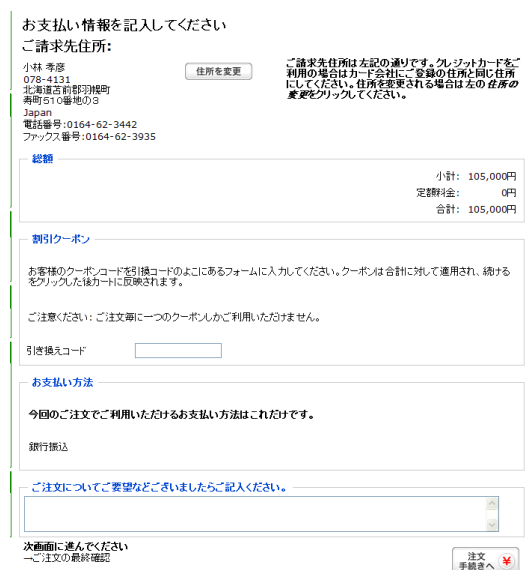 お支払い情報を記入してください
ご請求先住所:
小林 孝彦
078-4131
北海道苫前郡羽幌町
寿町510番地の3
Japan
電話番号:0164-62-3442
ファックス番号:0164-62-3935
住所を変更
ご請求先住所は左記の通りです。クレジットカードをご
利用の場合はカード会社にご登録の住所と同じ住所
にしてください。住所を変更される場合は左の 住所の
変更をクリックしてください。
総額
小計: 105,000円
定額料金: 0円
合計: 105,000円
割引クーポン
お客様のクーポンコードを引換コードのよこにあるフォームに入力してください。クーポンは合計に対して適用され、続ける
をクリックした後カートに反映されます。
ご注意ください: ご注文毎に一つのクーポンしかご利用いただけません。
引き換えコード
お支払い方法
今回のご注文でご利用いただけるお支払い方法はこれだけです。
銀行振込
ご注文についてご要望などございましたらご記入ください。
次画面に進んでください
→ご注文の最終確認
注文
手続きへ ¥